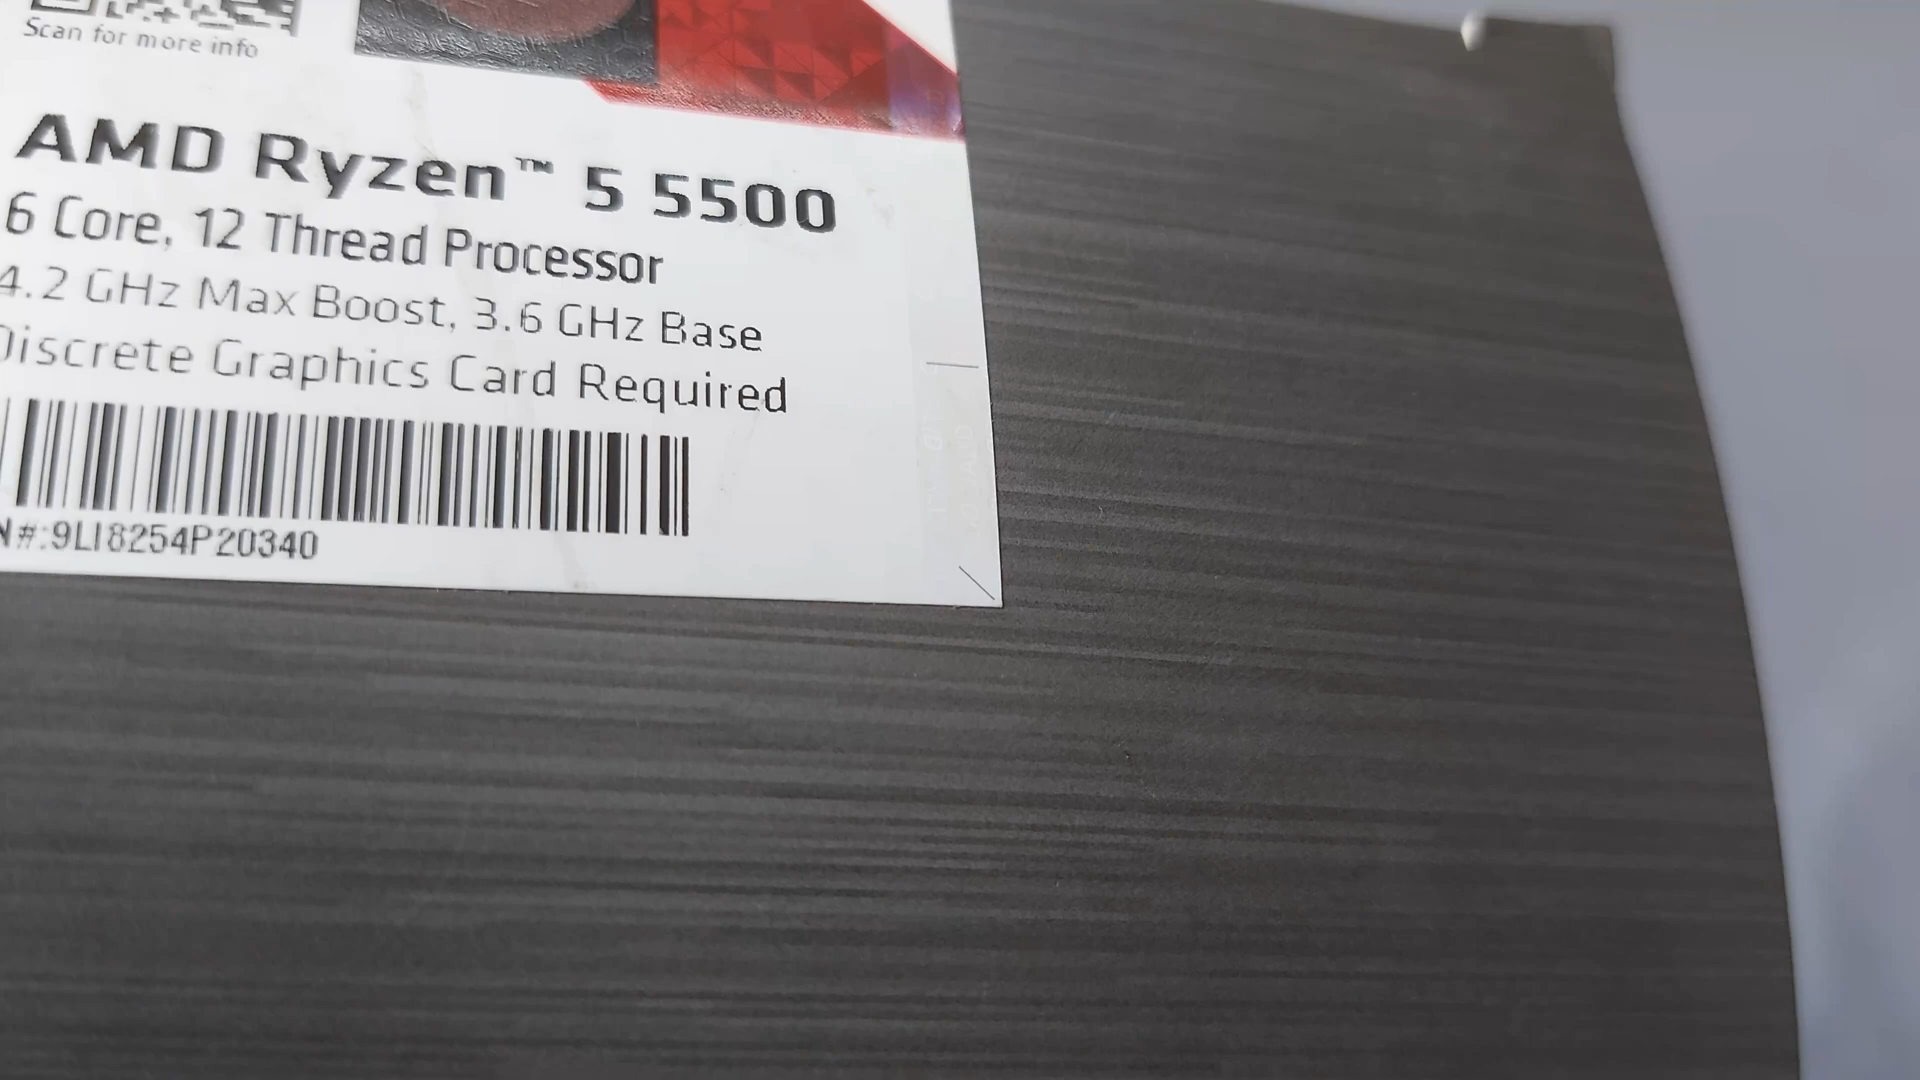 Scan for more info
AMD Ryzen™ 5 5500
6 Core, 12 Thread Processor
4.2 GHz Max Boost, 3.6 GHz Base
Discrete Graphics Card Required
N#:9LI8254P20340